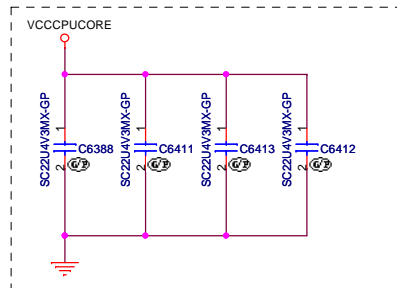 VCCCPUCORE
SC22U4V3MX-GP
1
2
C6388
G/P
SC22U4V3MX-GP
1
2
C6411
G/P
SC22U4V3MX-GP
1
2
C6413
G/P
SC22U4V3MX-GP
1
2
C6412
G/P